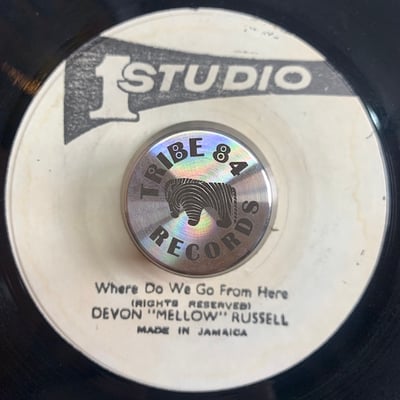 1 STUDIO
TRIBE 84
RECORDS
Where Do We Go From Here
(RIGHTS RESERVED)
DEVON "MELLOW" RUSSELL
MADE IN JAMAICA